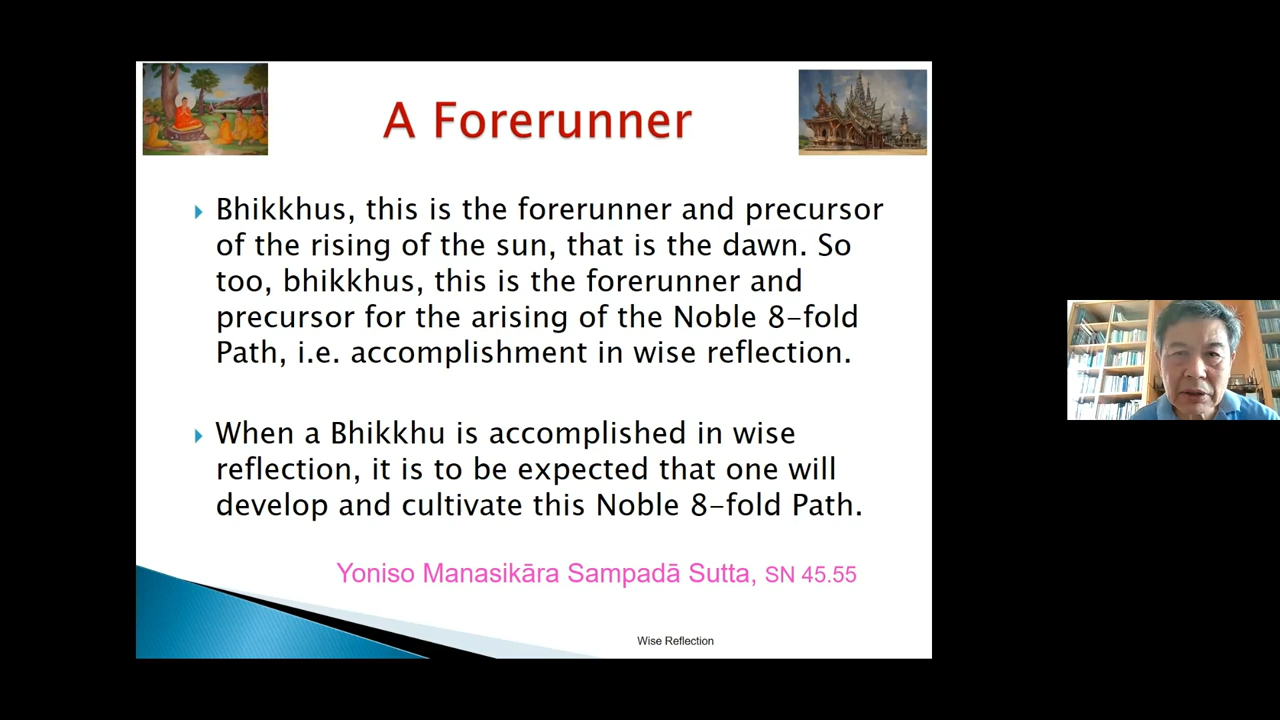 A Forerunner
Bhikkhus, this is the forerunner and precursor
of the rising of the sun, that is the dawn. So
too, bhikkhus, this is the forerunner and
precursor for the arising of the Noble 8-fold
Path, i.e. accomplishment in wise reflection.
When a Bhikkhu is accomplished in wise
reflection, it is to be expected that one will
develop and cultivate this Noble 8-fold Path.
Yoniso Manasikāra Sampadā Sutta, SN 45.55
Wise Reflection